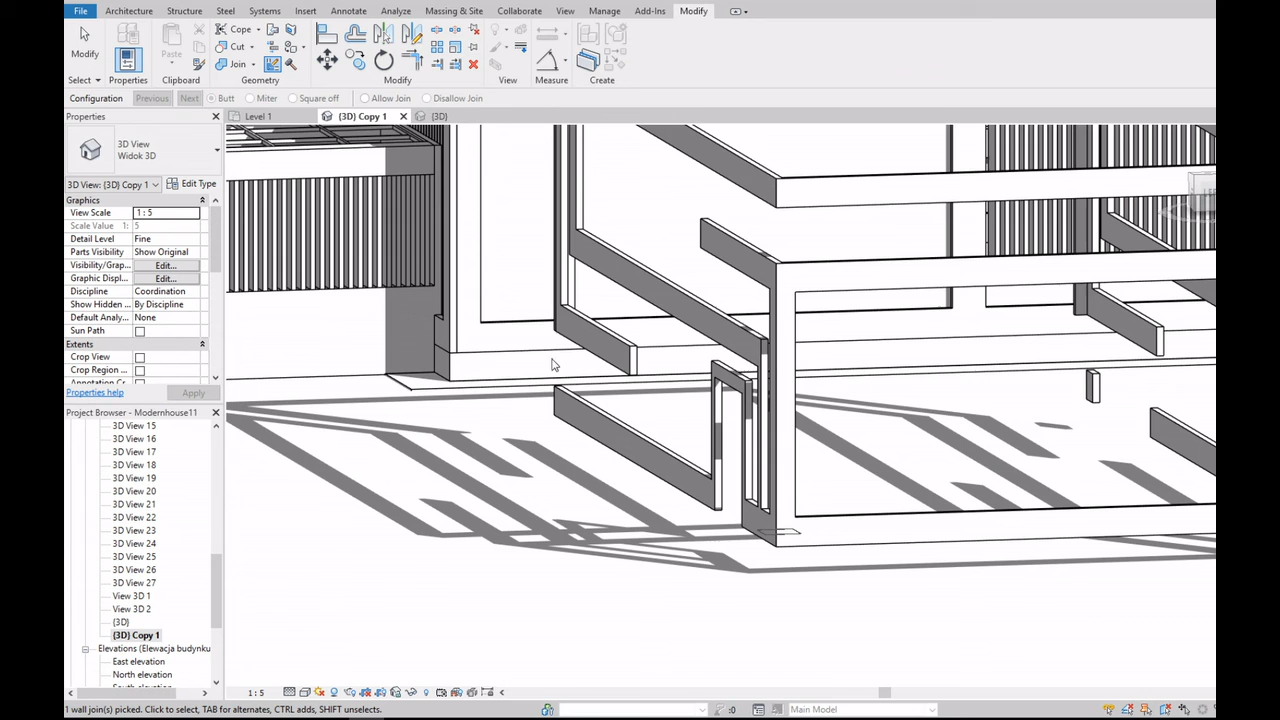 File Architecture Structure Steel Systems Insert Annotate Analyze Massing & Site Collaborate View Manage Add-Ins Modify
Modify
Paste
Cope
Cut
Join
Select Properties Clipboard Geometry Modify View Measure Create
Configuration Previous Next Butt Miter Square off Allow Join Disallow Join
Properties
Level 1 {3D} Copy 1 {3D}
3D View
Widok 3D
3D View: {3D} Copy 1 Edit Type
Graphics
View Scale 1 : 5
Scale Value 1: 5
Detail Level Fine
Parts Visibility Show Original
Visibility/Grap... Edit...
Graphic Displ... Edit...
Discipline Coordination
Show Hidden ... By Discipline
Default Analy... None
Sun Path
Extents
Crop View
Crop Region ...
Properties help Apply
Project Browser - Modernhouse11
3D View 15
3D View 16
3D View 17
3D View 18
3D View 19
3D View 20
3D View 21
3D View 22
3D View 23
3D View 24
3D View 25
3D View 26
3D View 27
View 3D 1
View 3D 2
{3D}
{3D} Copy 1
Elevations (Elewacja budynku
East elevation
North elevation
1 : 5
1 wall join(s) picked. Click to select, TAB for alternates, CTRL adds, SHIFT unselects.
:0 Main Model